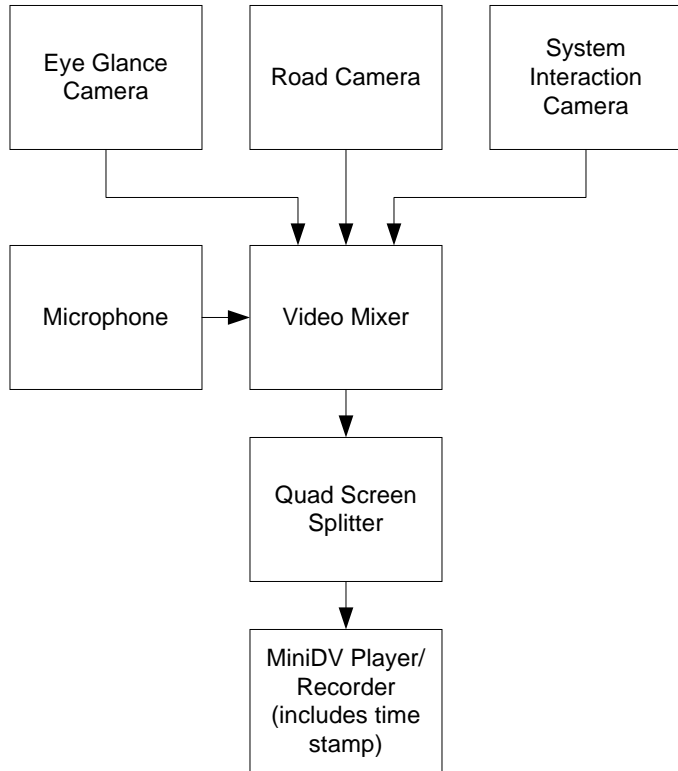 Eye Glance
Camera
Road Camera
System
Interaction
Camera
Microphone
Video Mixer
Quad Screen
Splitter
MiniDV Player/
Recorder
(includes time
stamp)